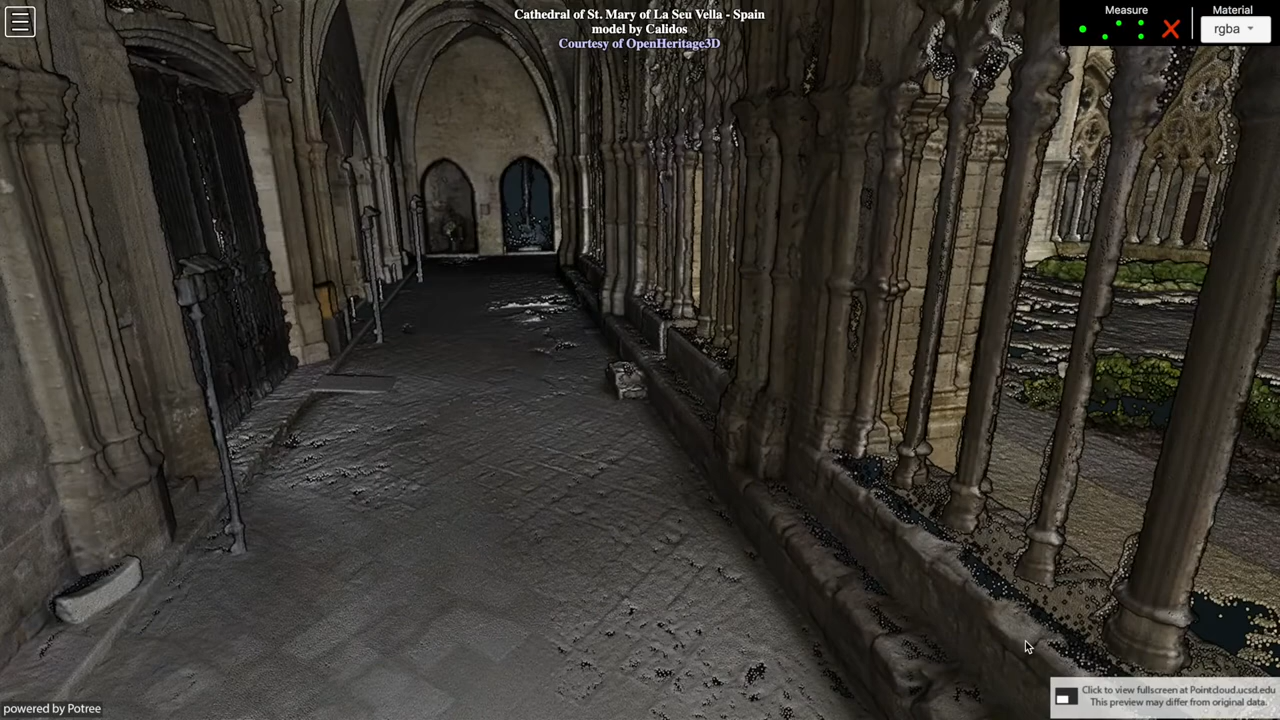 Cathedral of St. Mary of La Seu Vella - Spain
model by Calidos
Courtesy of OpenHeritage3D
Measure
Material
rgba
powered by Potree
Click to view fullscreen at Pointcloud.ucsd.edu
This preview may differ from original data.